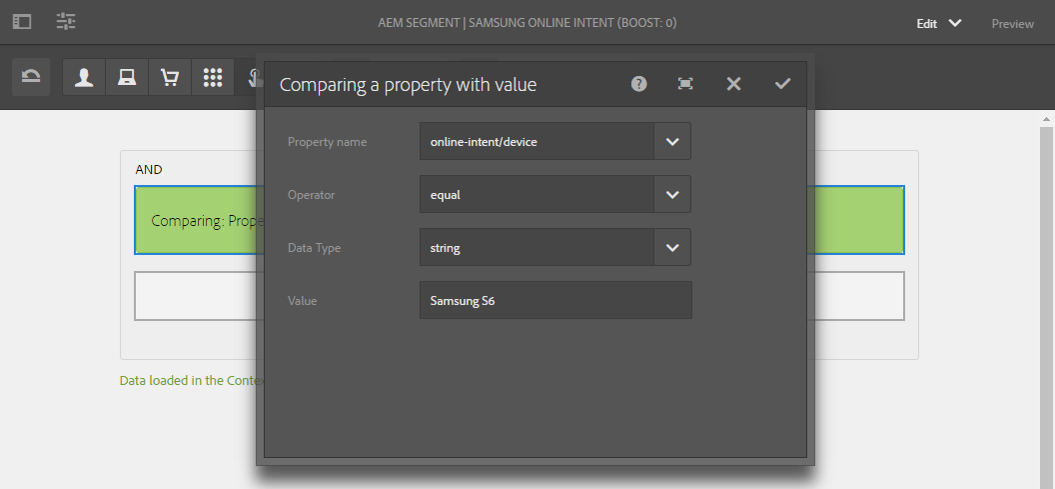 AEM SEGMENT | SAMSUNG ONLINE INTENT (BOOST: 0)
Edit
Preview
Comparing a property with value
?
Property name
online-intent/device
Operator
equal
Data Type
string
Value
Samsung S6
AND
Comparing: Prope
Data loaded in the Conte